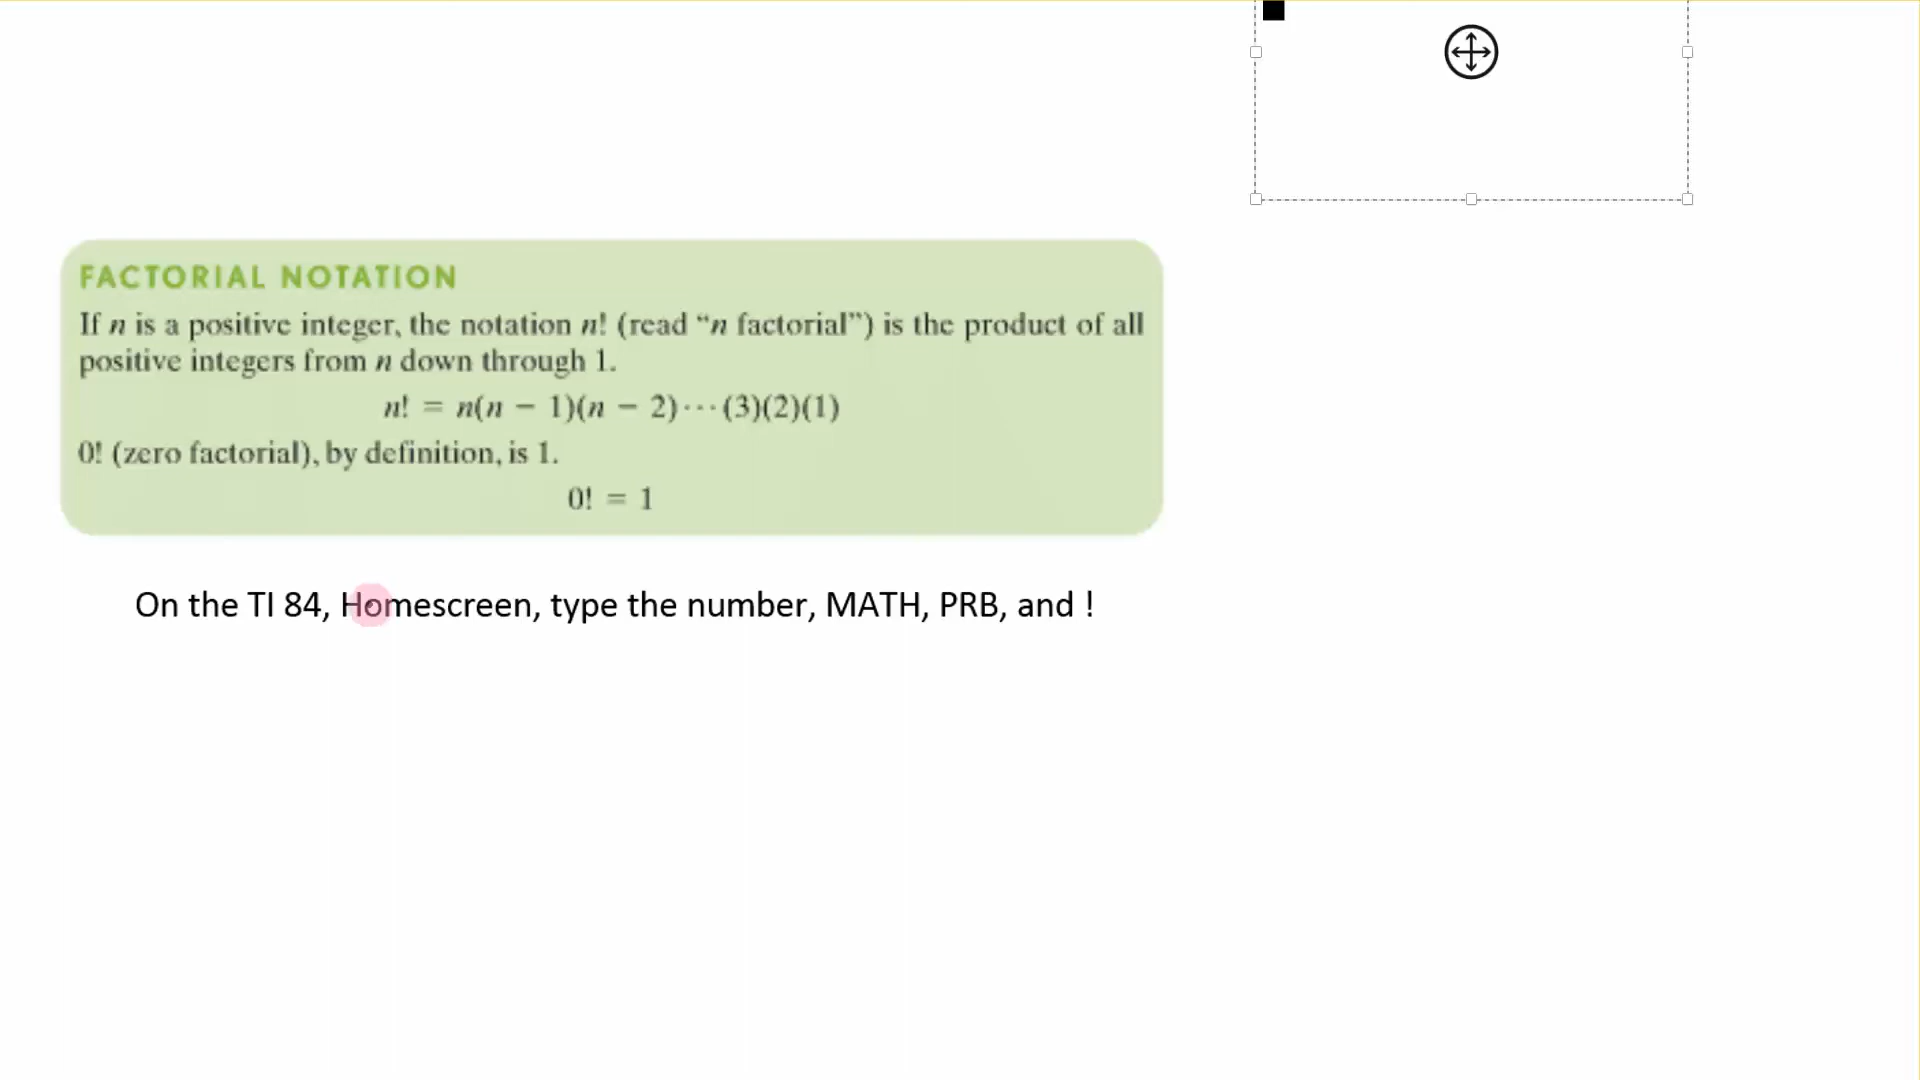 FACTORIAL NOTATION
If n is a positive integer, the notation n! (read “n factorial”) is the product of all
positive integers from n down through 1.
n! = n(n − 1)(n − 2)···(3)(2)(1)
0! (zero factorial), by definition, is 1.
0! = 1
On the TI 84, Homescreen, type the number, MATH, PRB, and !